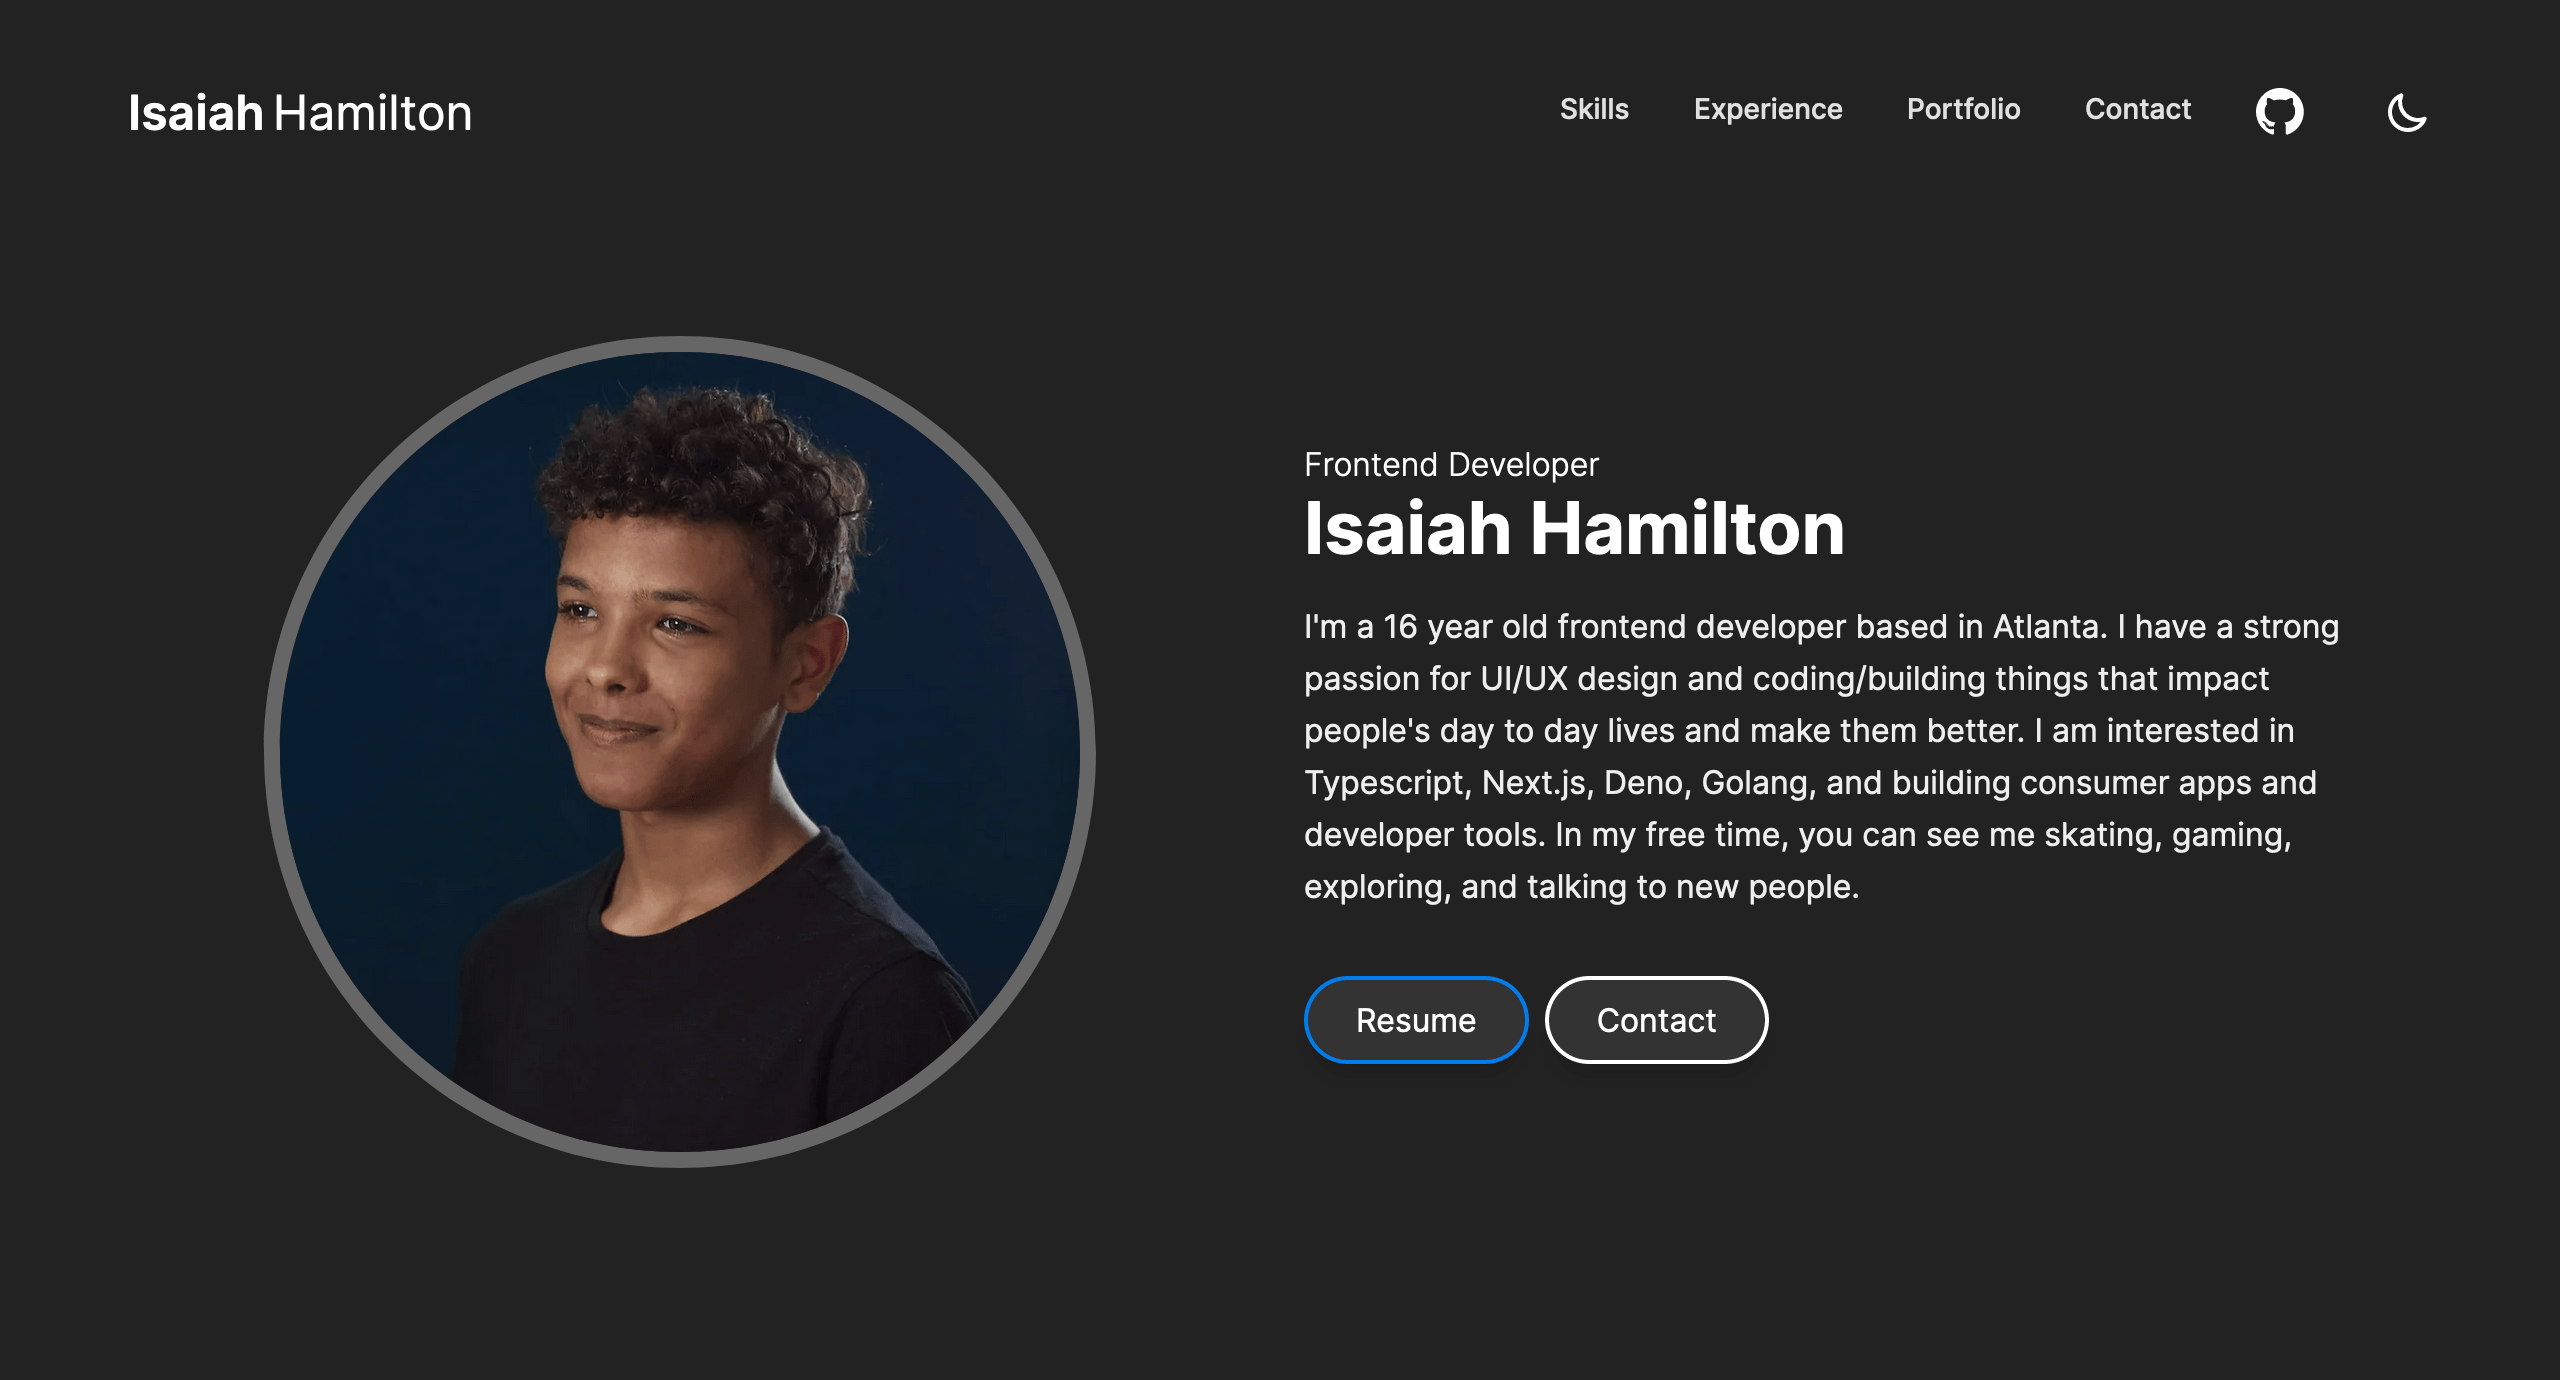 Isaiah Hamilton
Skills
Experience
Portfolio
Contact
Frontend Developer
Isaiah Hamilton
I'm a 16 year old frontend developer based in Atlanta. I have a strong
passion for UI/UX design and coding/building things that impact
people's day to day lives and make them better. I am interested in
Typescript, Next.js, Deno, Golang, and building consumer apps and
developer tools. In my free time, you can see me skating, gaming,
exploring, and talking to new people.
Resume
Contact